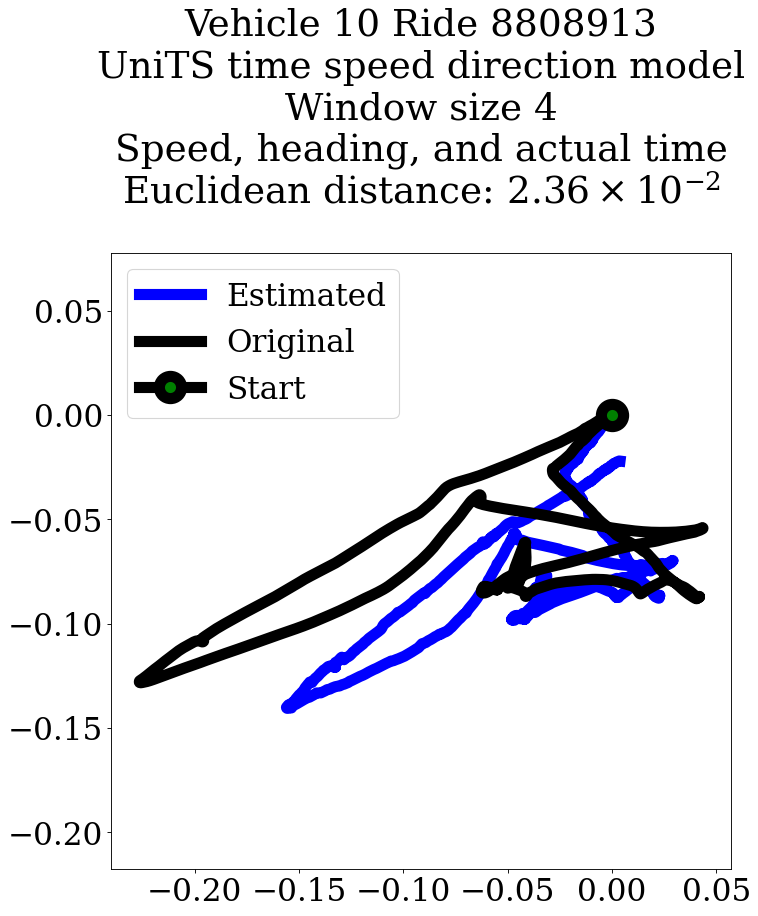 Vehicle 10 Ride 8808913
UniTS time speed direction model
Window size 4
Speed, heading, and actual time
Euclidean distance: 2.36 × 10⁻²
Estimated
Original
Start
0.05
0.00
−0.05
−0.10
−0.15
−0.20
−0.20 −0.15 −0.10 −0.05 0.00 0.05